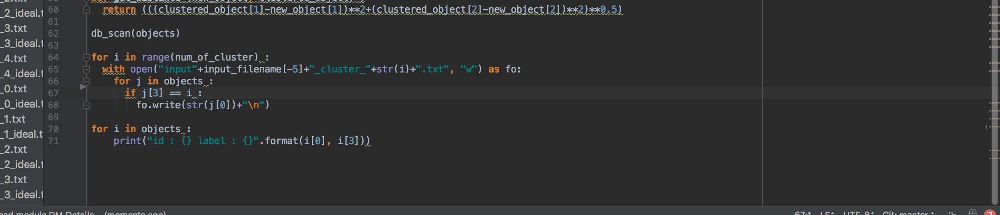 _2_ideal.t
_3.txt
_3_ideal.t
_4.txt
_4_ideal.t
_0.txt
_0_ideal.t
_1.txt
_1_ideal.t
_2.txt
_2_ideal.t
_3.txt
_3_ideal.t
60 return (((clustered_object[1]-new_object[1])**2+(clustered_object[2]-new_object[2])**2)**0.5)
61
62 db_scan(objects)
63
64 for i in range(num_of_cluster) :
65 with open("input"+input_filename[-5]+"_cluster_"+str(i)+".txt", "w") as fo:
66 for j in objects :
67 if j[3] == i :
68 fo.write(str(j[0])+"\n")
69
70 for i in objects :
71 print("id : {} label : {}".format(i[0], i[3]))
ead module DM Details... (moments ago)
67:1 LF UTF-8 Git: master
2